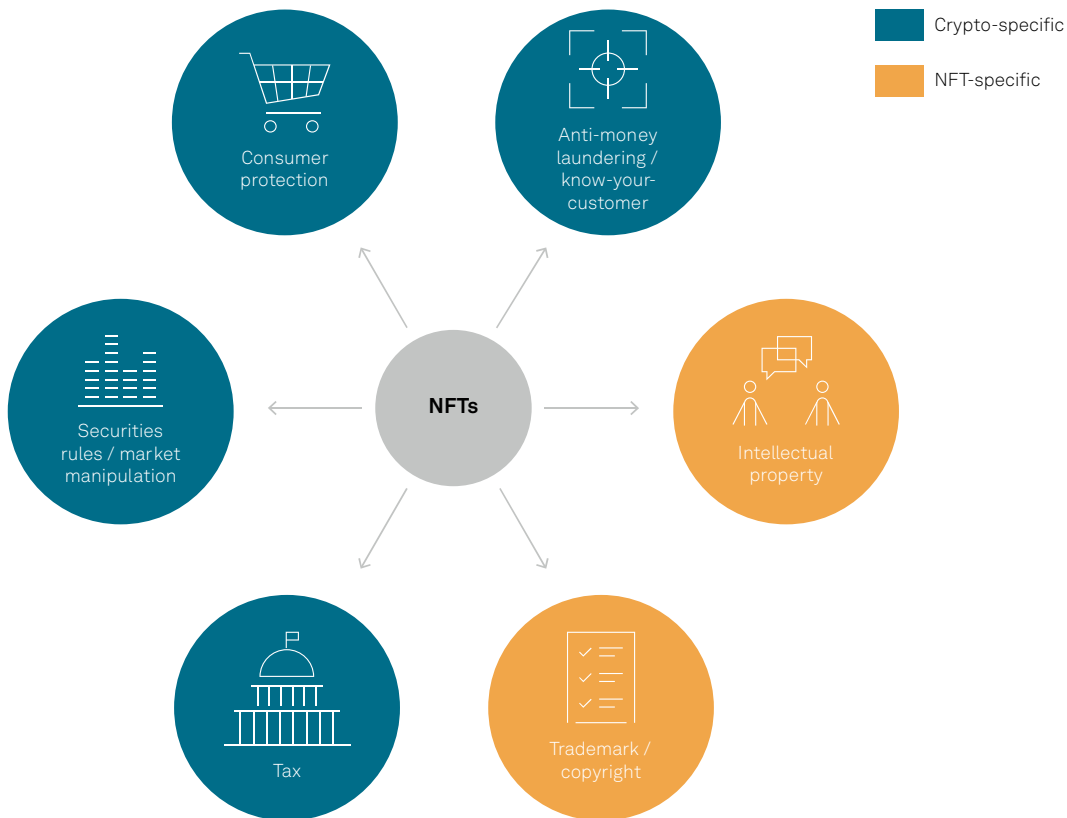 Crypto-specific
NFT-specific
Consumer
protection
Anti-money
laundering /
know-your-
customer
Securities
rules / market
manipulation
NFTs
Intellectual
property
Tax
Trademark /
copyright